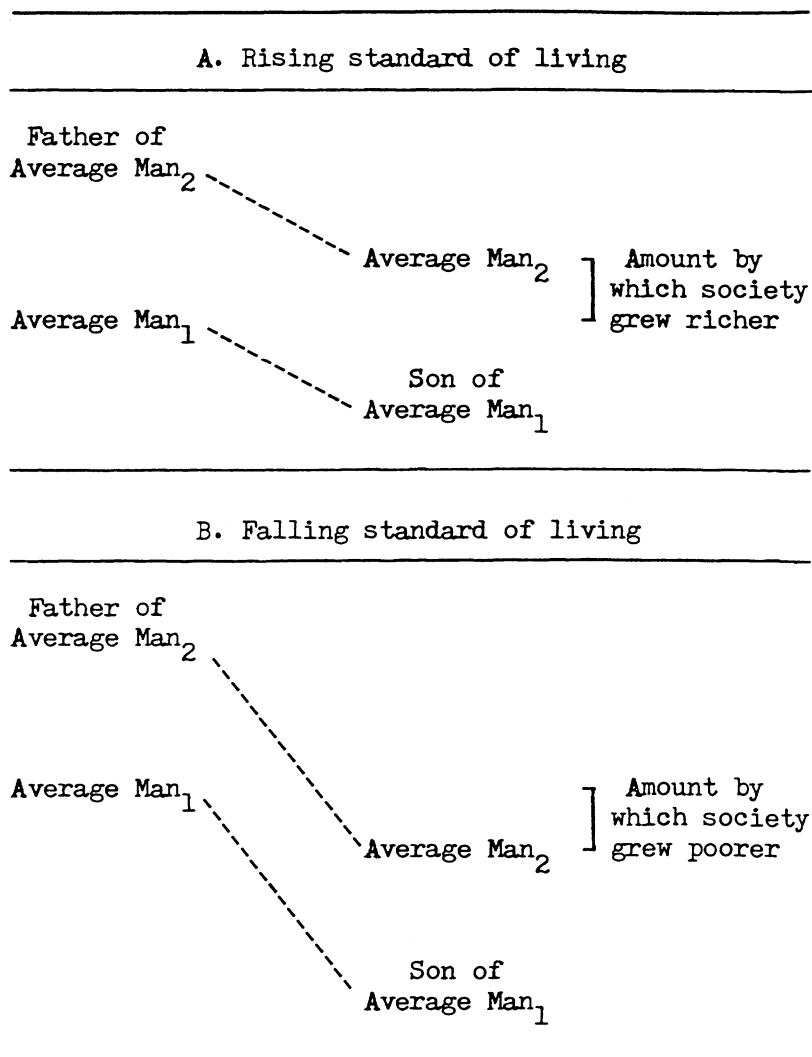 A. Rising standard of living
Father of
Average Man₂
Average Man₂
Amount by
which society
grew richer
Average Man₁
Son of
Average Man₁
B. Falling standard of living
Father of
Average Man₂
Average Man₁
Amount by
which society
grew poorer
Average Man₂
Son of
Average Man₁